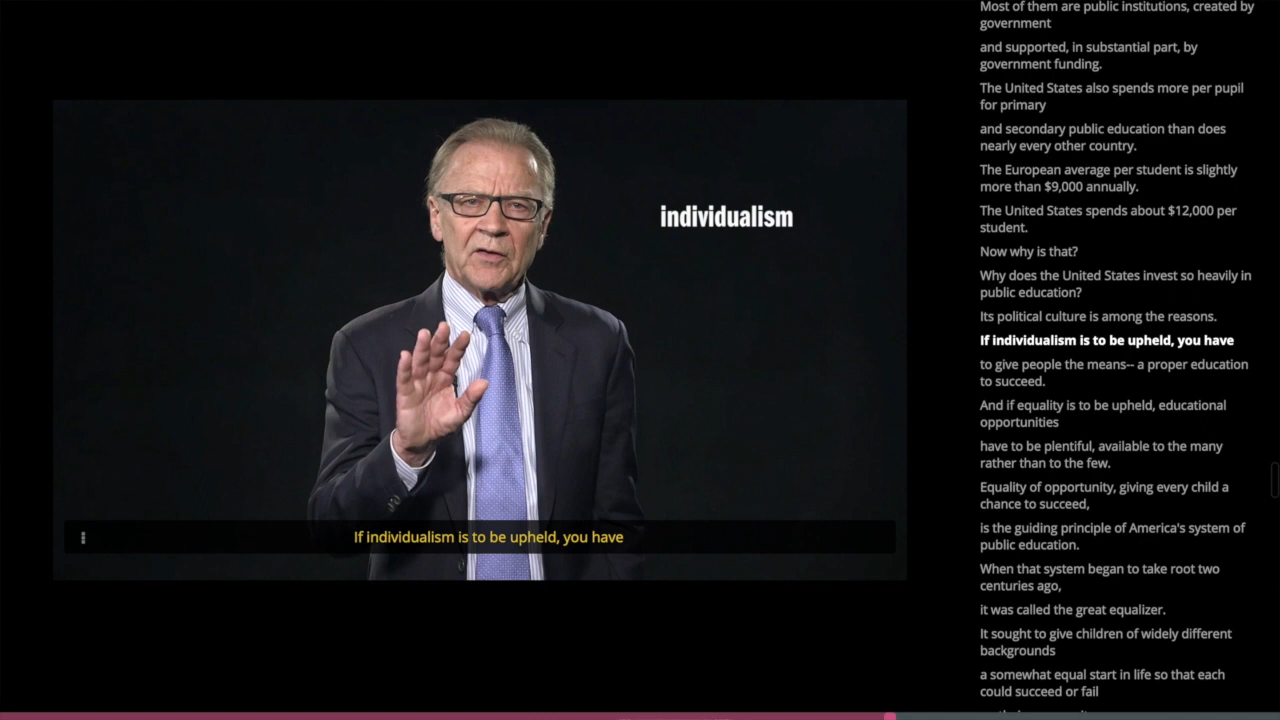 individualism
If individualism is to be upheld, you have
Most of them are public institutions, created by
government
and supported, in substantial part, by
government funding.
The United States also spends more per pupil
for primary
and secondary public education than does
nearly every other country.
The European average per student is slightly
more than $9,000 annually.
The United States spends about $12,000 per
student.
Now why is that?
Why does the United States invest so heavily in
public education?
Its political culture is among the reasons.
If individualism is to be upheld, you have
to give people the means-- a proper education
to succeed.
And if equality is to be upheld, educational
opportunities
have to be plentiful, available to the many
rather than to the few.
Equality of opportunity, giving every child a
chance to succeed,
is the guiding principle of America's system of
public education.
When that system began to take root two
centuries ago,
it was called the great equalizer.
It sought to give children of widely different
backgrounds
a somewhat equal start in life so that each
could succeed or fail